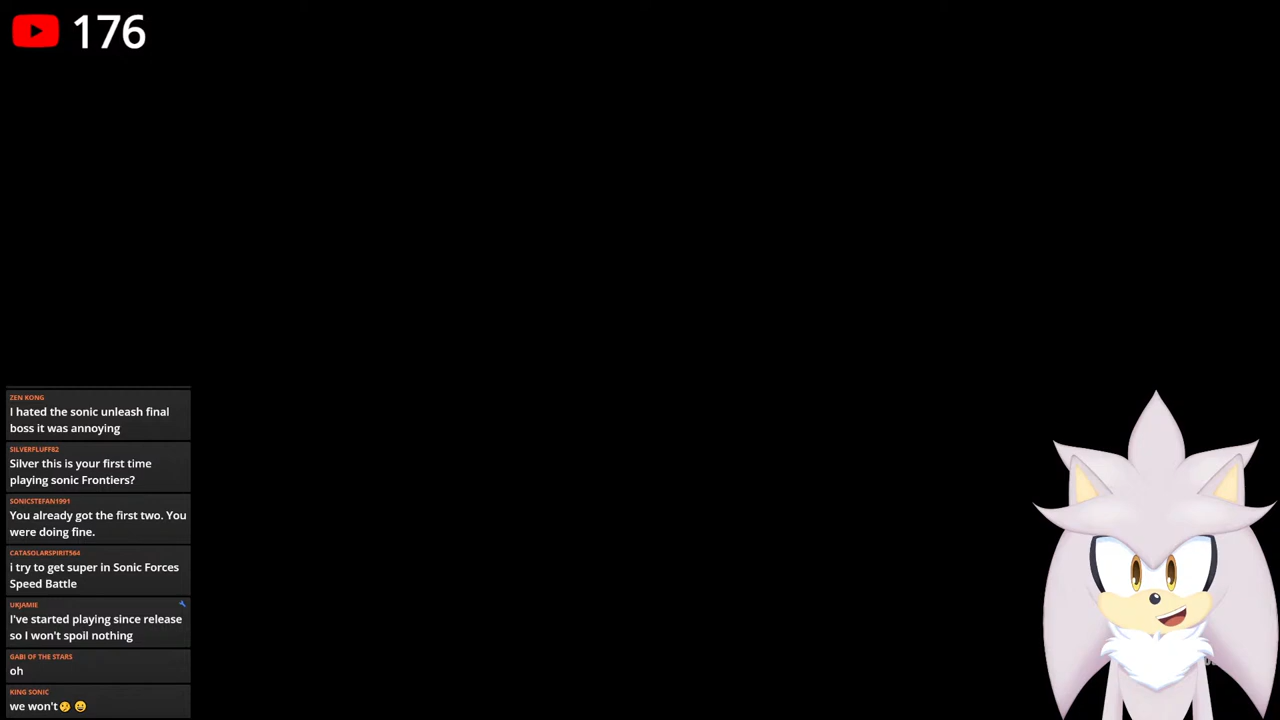 176
ZEN KONG
I hated the sonic unleash final
boss it was annoying
SILVERFLUFF82
Silver this is your first time
playing sonic Frontiers?
SONICSTEFAN1991
You already got the first two. You
were doing fine.
CATASOLARSPIRIT564
i try to get super in Sonic Forces
Speed Battle
UKJAMIE
I've started playing since release
so I won't spoil nothing
GABI OF THE STARS
oh
KING SONIC
we won't🤔 😀